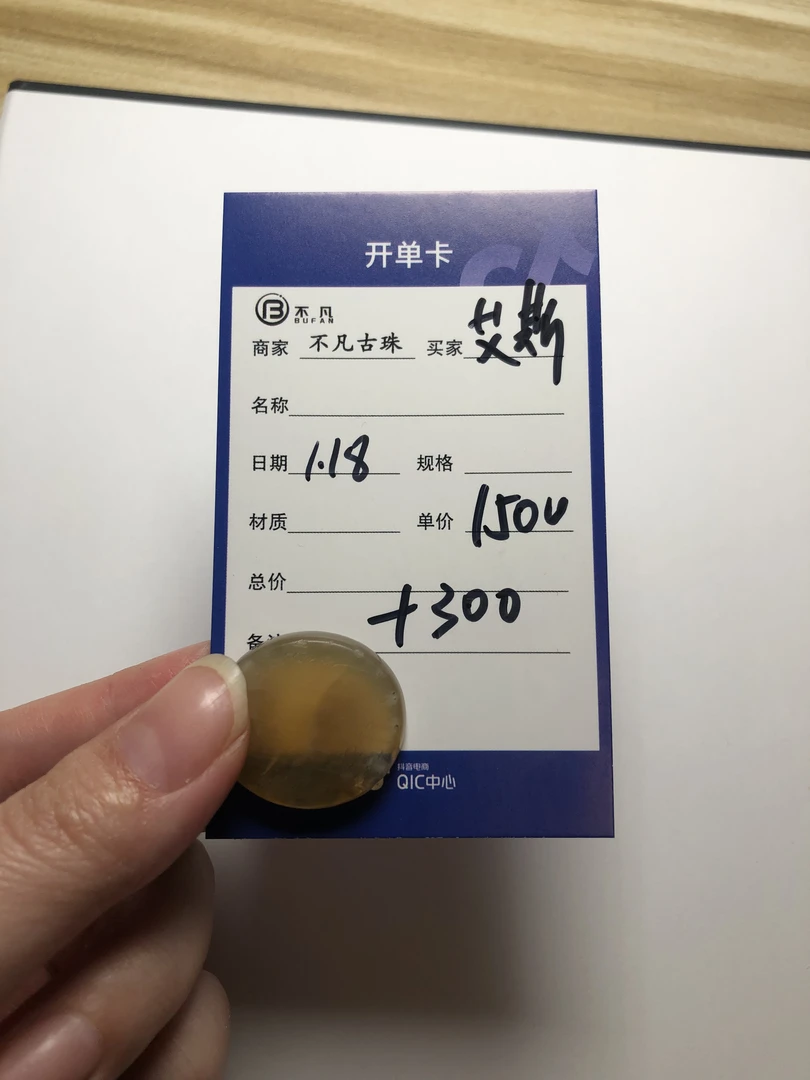 开单卡
不凡
BUFAN
商家 不凡古珠 买家 艾斯
名称
日期 1.18 规格
材质 单价 1500
总价
+300
抖音电商
QIC中心